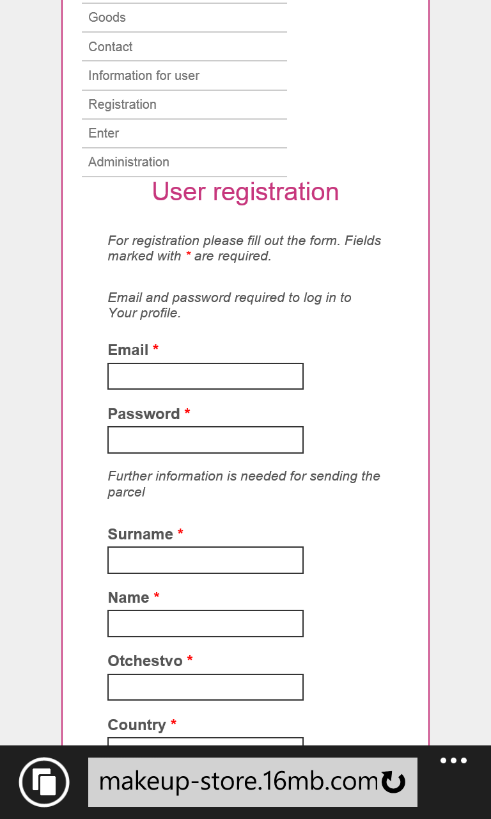 Goods
Contact
Information for user
Registration
Enter
Administration
User registration
For registration please fill out the form. Fields
marked with * are required.
Email and password required to log in to
Your profile.
Email *
Password *
Further information is needed for sending the
parcel
Surname *
Name *
Otchestvo *
Country *
makeup-store.16mb.com